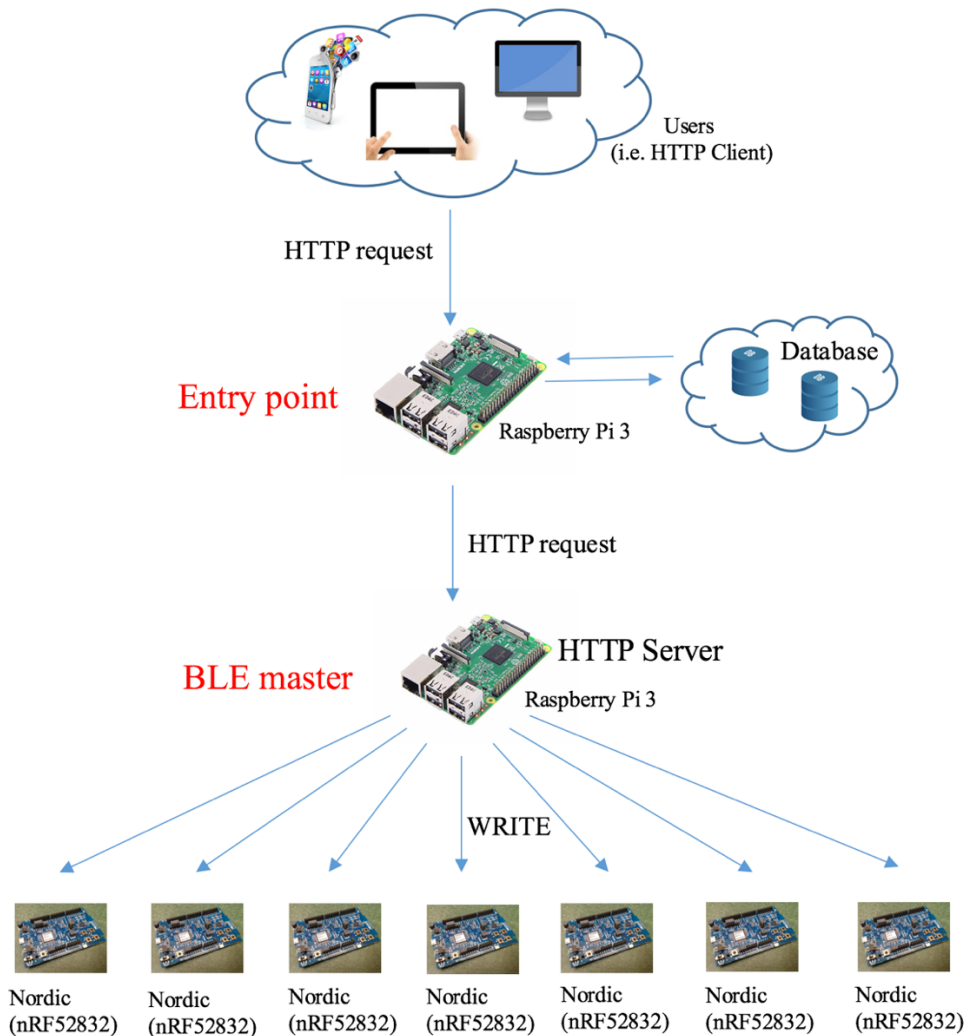 Users
(i.e. HTTP Client)
HTTP request
Database
Entry point
Raspberry Pi 3
HTTP request
HTTP Server
BLE master
Raspberry Pi 3
WRITE
Nordic
(nRF52832)
Nordic
(nRF52832)
Nordic
(nRF52832)
Nordic
(nRF52832)
Nordic
(nRF52832)
Nordic
(nRF52832)
Nordic
(nRF52832)